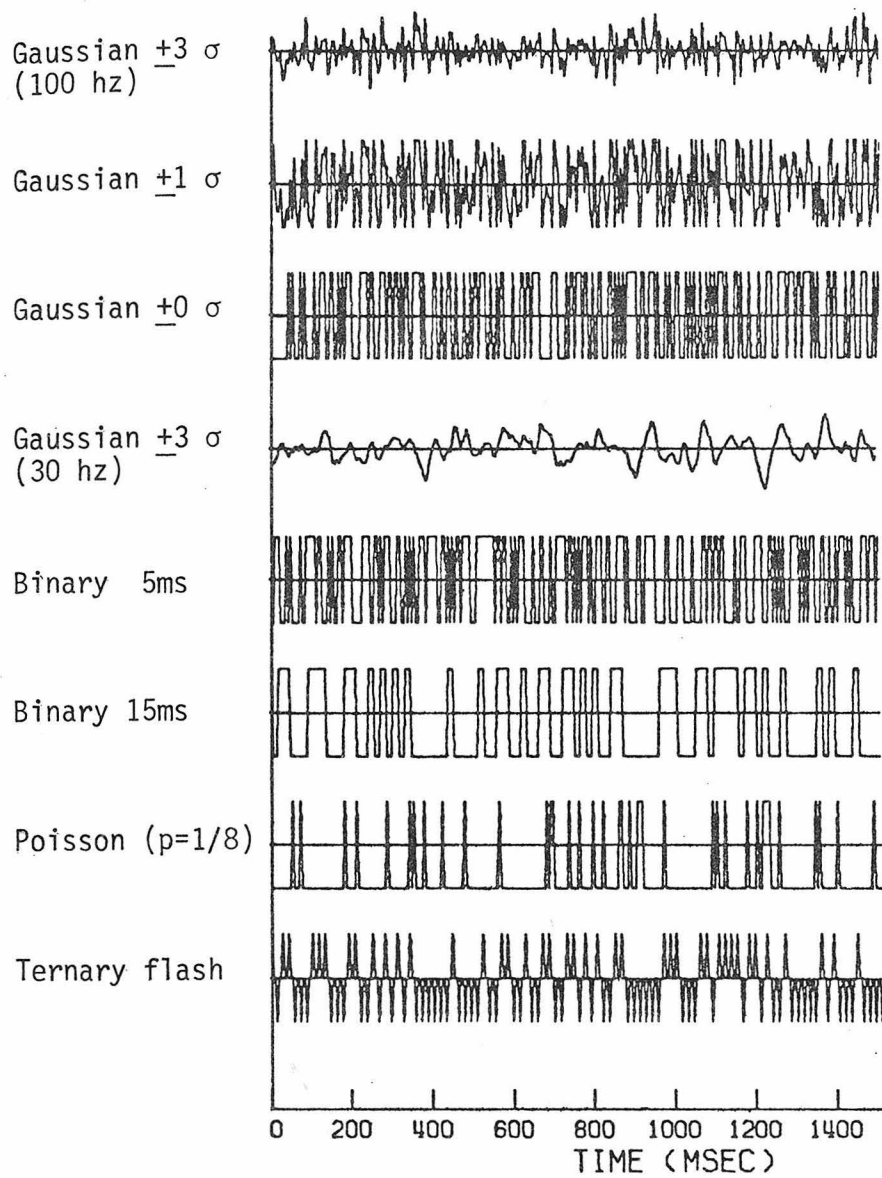 Gaussian ±3 σ
(100 hz)
Gaussian ±1 σ
Gaussian ±0 σ
Gaussian ±3 σ
(30 hz)
Binary 5ms
Binary 15ms
Poisson (p=1/8)
Ternary flash
0 200 400 600 800 1000 1200 1400
TIME (MSEC)